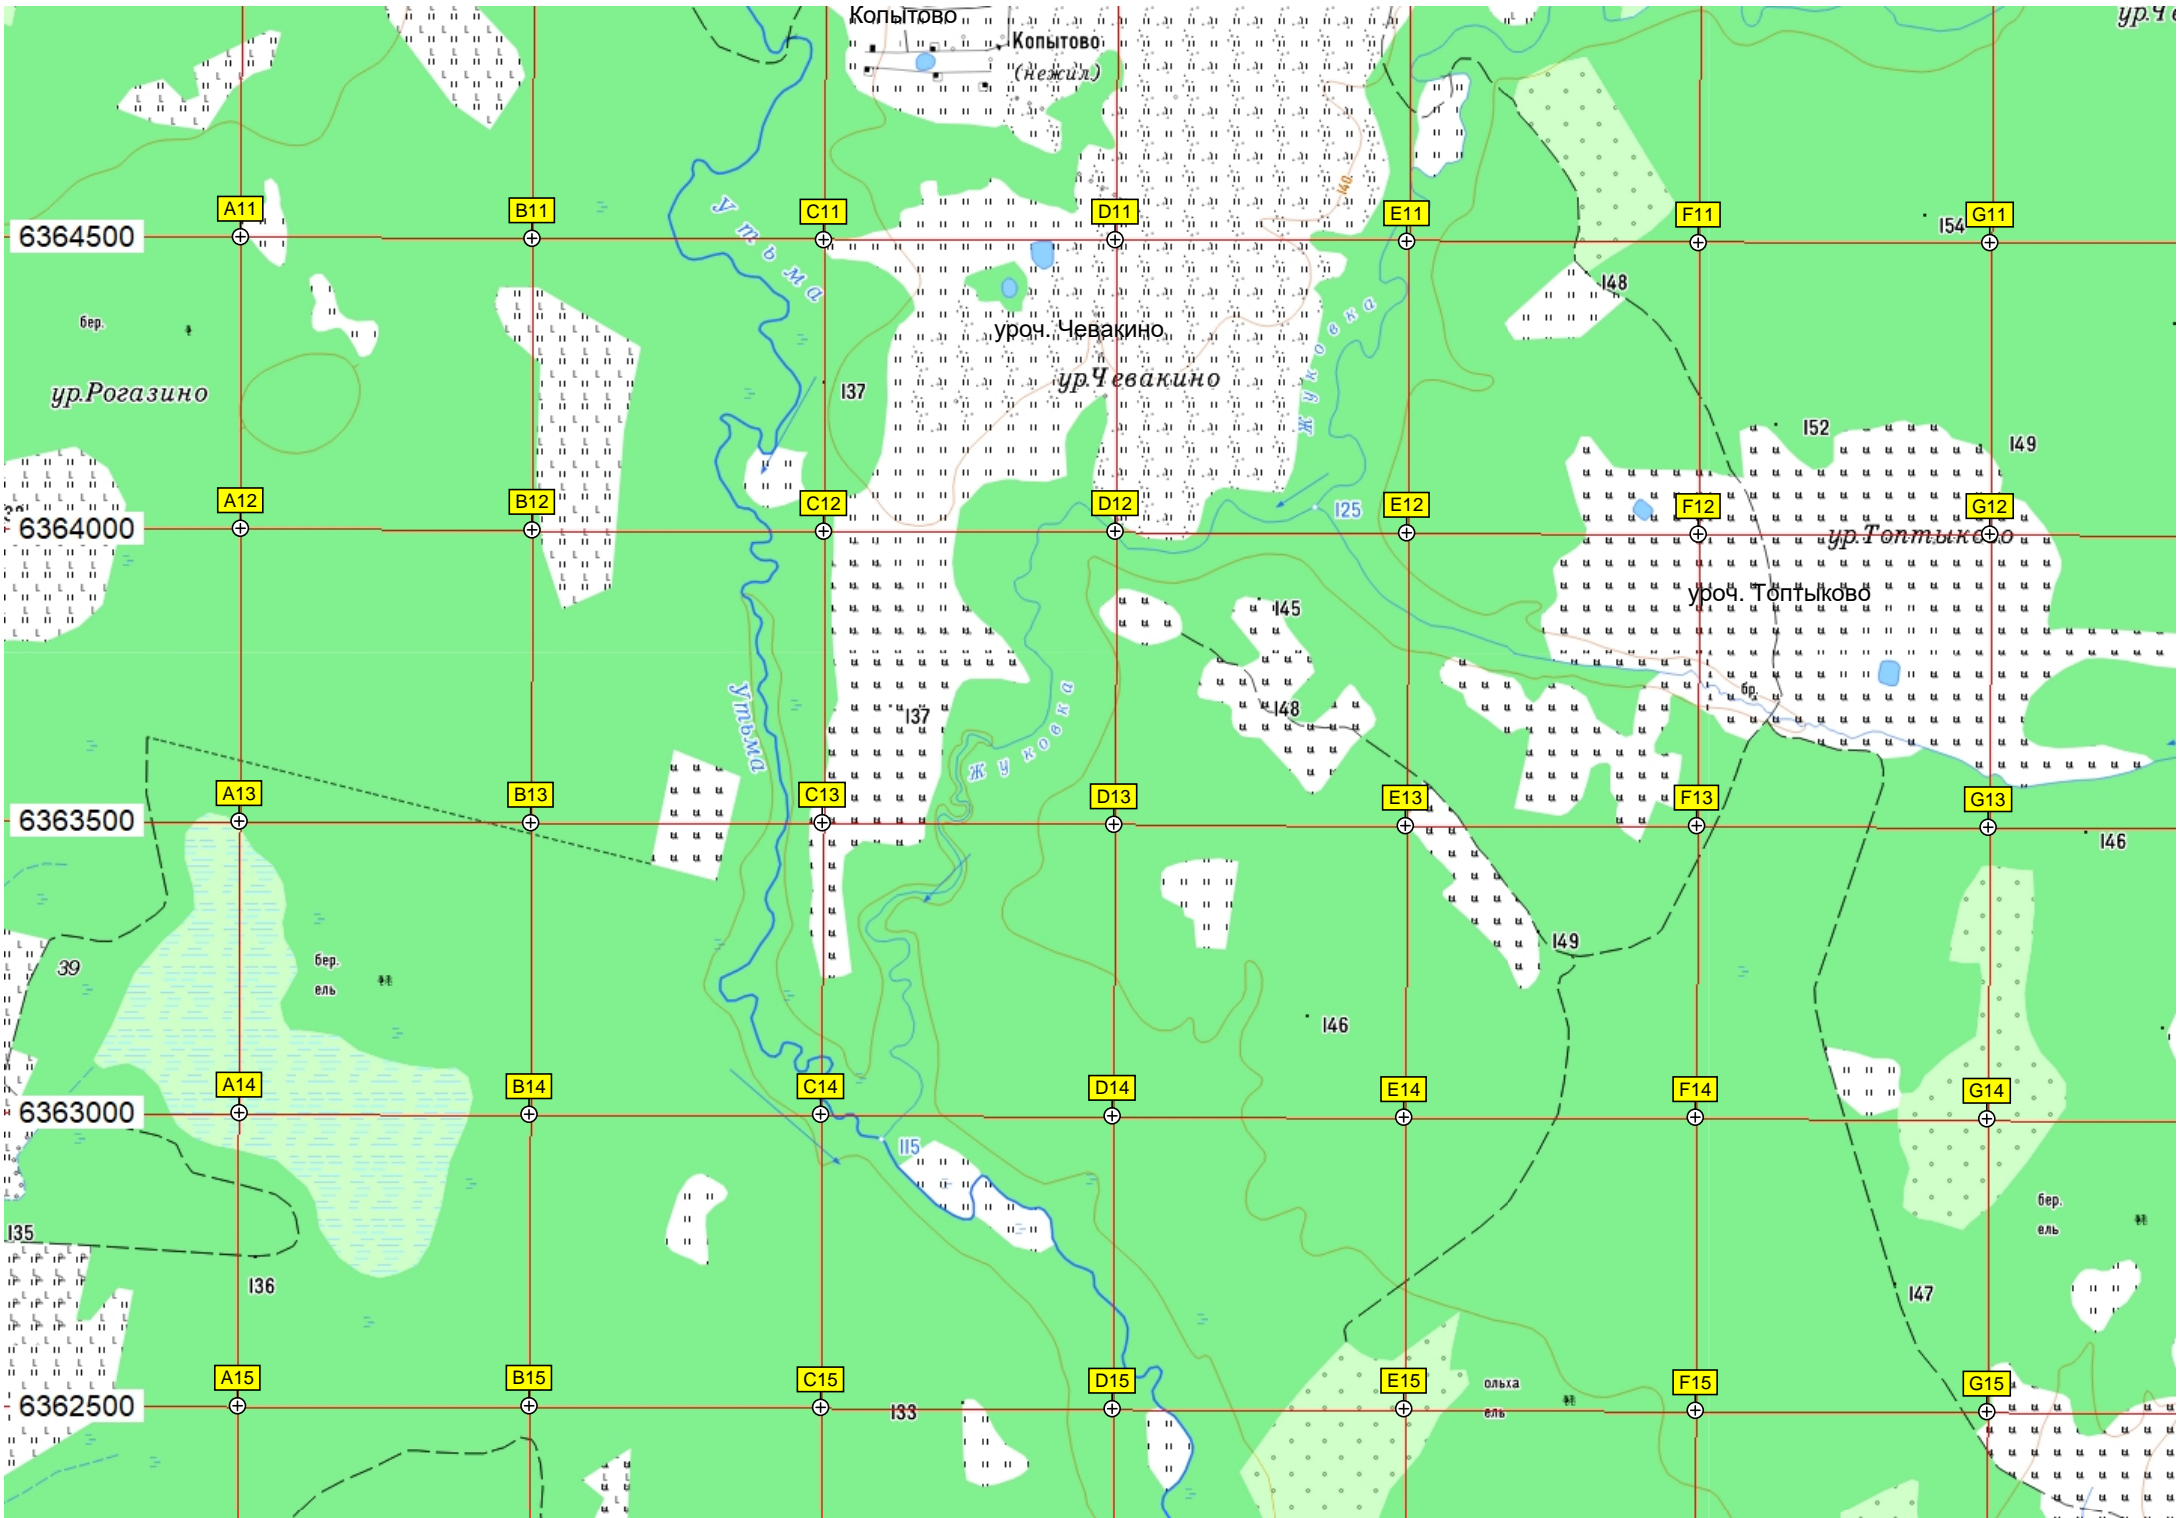 Копытово
Копытово
(нежил)
ур.Че
140
Утьма
A11
B11
C11
D11
E11
F11
G11
6364500
154
148
бер.
уроч. Чевакино
Жуковка
ур.Рогазино
137
ур.Чевакино
152
149
A12
B12
C12
D12
125
E12
F12
G12
6364000
ур.Топтыково
уроч. Топтыково
145
Утьма
137
148
бр.
Жуковка
A13
B13
C13
D13
E13
F13
G13
6363500
146
39
бер.
ель
149
146
A14
B14
C14
D14
E14
F14
G14
6363000
115
бер.
ель
135
136
147
A15
B15
C15
D15
E15
F15
G15
ольха
ель
6362500
133